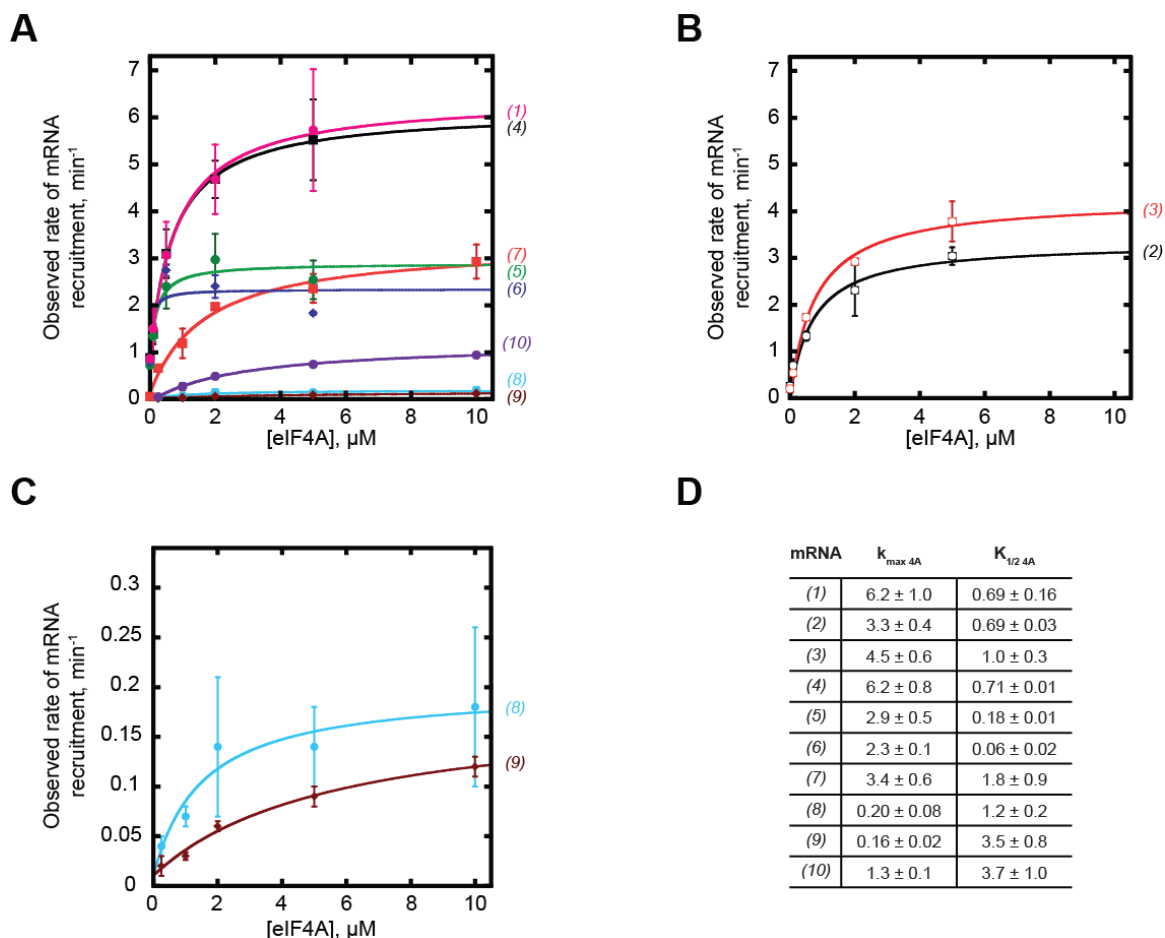 A
Observed rate of mRNA
recruitment, min⁻¹
7
6
5
4
3
2
1
0
0
2
4
6
8
10
[eIF4A], µM
(1)
(4)
(7)
(5)
(6)
(10)
(8)
(9)
B
Observed rate of mRNA
recruitment, min⁻¹
7
6
5
4
3
2
1
0
0
2
4
6
8
10
[eIF4A], µM
(3)
(2)
C
Observed rate of mRNA
recruitment, min⁻¹
0.3
0.25
0.2
0.15
0.1
0.05
0
0
2
4
6
8
10
[eIF4A], µM
(8)
(9)
D
mRNA k max 4A K 1/2 4A
(1) 6.2 ± 1.0 0.69 ± 0.16
(2) 3.3 ± 0.4 0.69 ± 0.03
(3) 4.5 ± 0.6 1.0 ± 0.3
(4) 6.2 ± 0.8 0.71 ± 0.01
(5) 2.9 ± 0.5 0.18 ± 0.01
(6) 2.3 ± 0.1 0.06 ± 0.02
(7) 3.4 ± 0.6 1.8 ± 0.9
(8) 0.20 ± 0.08 1.2 ± 0.2
(9) 0.16 ± 0.02 3.5 ± 0.8
(10) 1.3 ± 0.1 3.7 ± 1.0